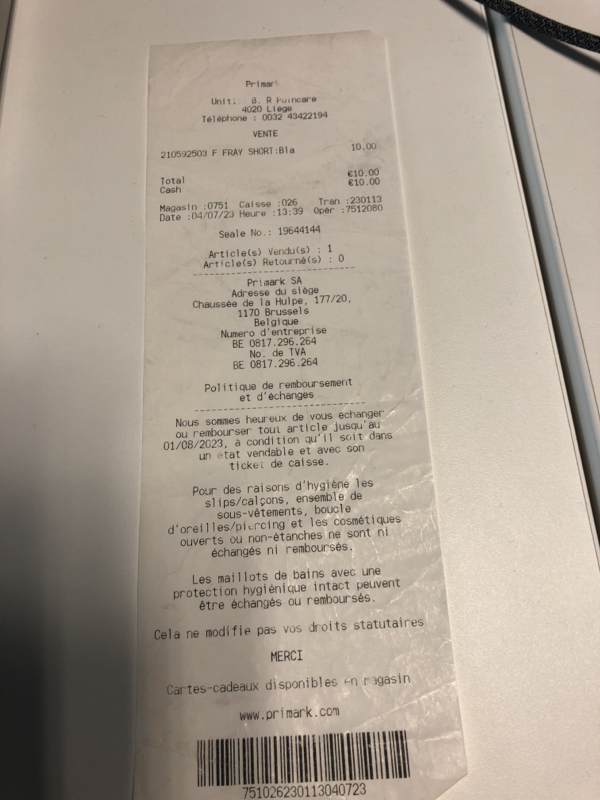 Primark
Unit: B. R Poincare
4020 Liege
Téléphone : 0032 43422194
VENTE
210592503 F FRAY SHORT:Bla 10.00
Total €10.00
Cash €10.00
Magasin :0751 Caisse :026 Tran :230113
Date :04/07/23 Heure :13:39 Oper :7512080
Seale No.: 19644144
Article(s) Vendu(s) : 1
Article(s) Retourné(s) : 0
Primark SA
Adresse du siège
Chaussée de la Hulpe, 177/20,
1170 Brussels
Belgique
Numero d'entreprise
BE 0817.296.264
No. de TVA
BE 0817.296.264
Politique de remboursement
et d'échanges
Nous sommes heureux de vous échanger
ou rembourser tout article jusqu'au
01/08/2023, à condition qu'il soit dans
un état vendable et avec son
ticket de caisse.
Pour des raisons d'hygiène les
slips/calçons, ensemble de
sous-vêtements, boucle
d'oreilles/piercing et les cosmétiques
ouverts ou non-étanches ne sont ni
échangés ni remboursés.
Les maillots de bains avec une
protection hygiénique intact peuvent
être échangés ou remboursés.
Cela ne modifie pas vos droits statutaires
MERCI
Cartes-cadeaux disponibles en magasin
www.primark.com
751026230113040723